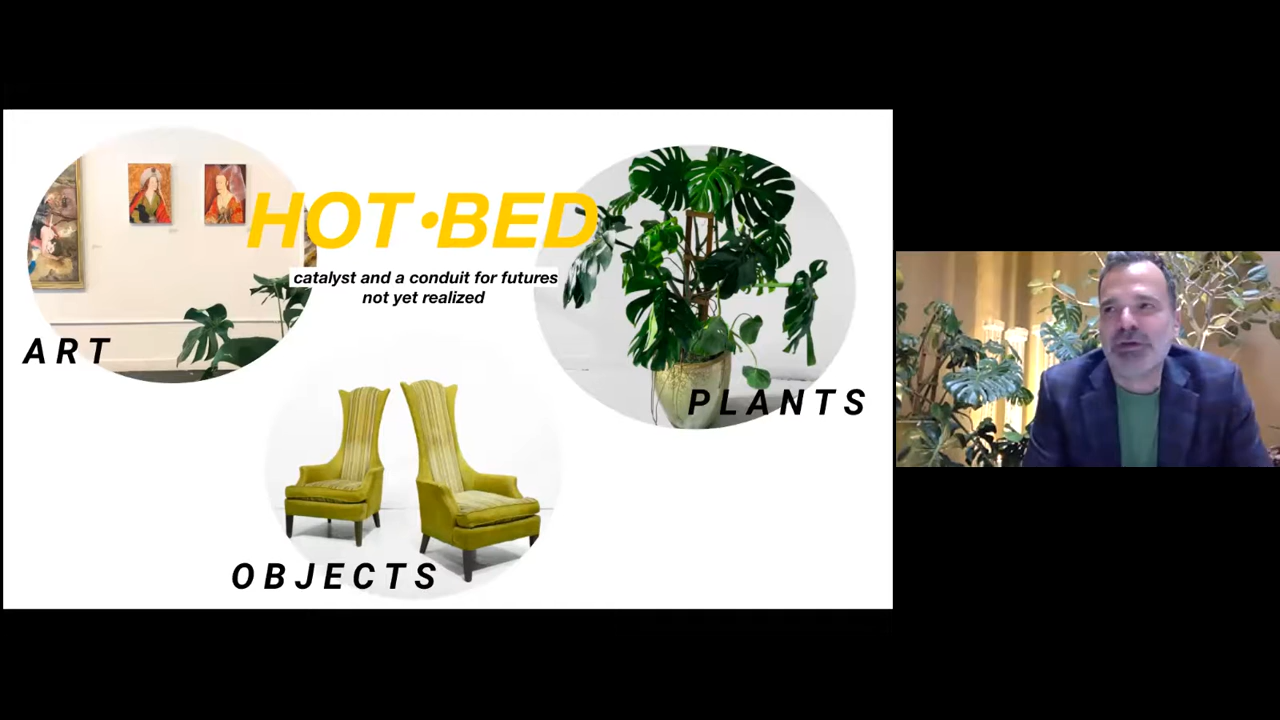 HOT•BED
catalyst and a conduit for futures
not yet realized
ART
PLANTS
OBJECTS